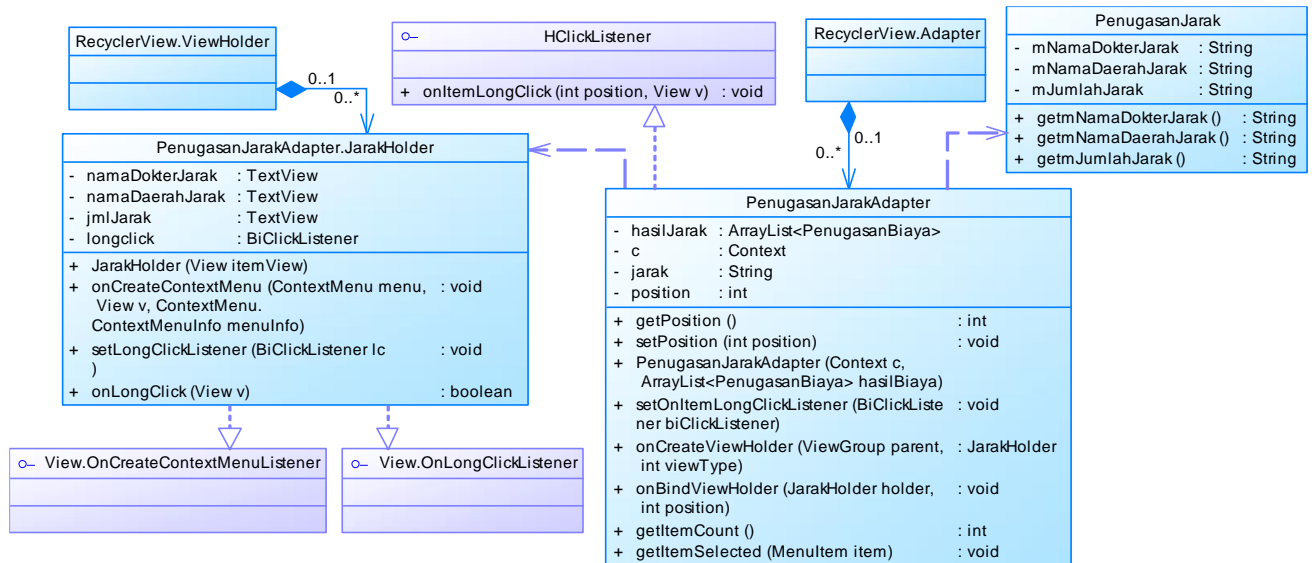 RecyclerView.ViewHolder
0..1
0..*
HClickListener
+ onItemLongClick (int position, View v) : void
RecyclerView.Adapter
0..1
0..*
PenugasanJarak
- mNamaDokterJarak : String
- mNamaDaerahJarak : String
- mJumlahJarak : String
+ getmNamaDokterJarak () : String
+ getmNamaDaerahJarak () : String
+ getmJumlahJarak () : String
PenugasanJarakAdapter.JarakHolder
- namaDokterJarak : TextView
- namaDaerahJarak : TextView
- jmlJarak : TextView
- longclick : BiClickListener
+ JarakHolder (View itemView)
+ onCreateContextMenu (ContextMenu menu, : void
View v, ContextMenu.
ContextMenuInfo menuInfo)
+ setLongClickListener (BiClickListener lc : void
)
+ onLongClick (View v) : boolean
View.OnCreateContextMenuListener
View.OnLongClickListener
PenugasanJarakAdapter
- hasilJarak : ArrayList<PenugasanBiaya>
- c : Context
- jarak : String
- position : int
+ getPosition () : int
+ setPosition (int position) : void
+ PenugasanJarakAdapter (Context c,
ArrayList<PenugasanBiaya> hasilBiaya)
+ setOnItemLongClickListener (BiClickListe : void
ner biClickListener)
+ onCreateViewHolder (ViewGroup parent, : JarakHolder
int viewType)
+ onBindViewHolder (JarakHolder holder, : void
int position)
+ getItemCount () : int
+ getItemSelected (MenuItem item) : void